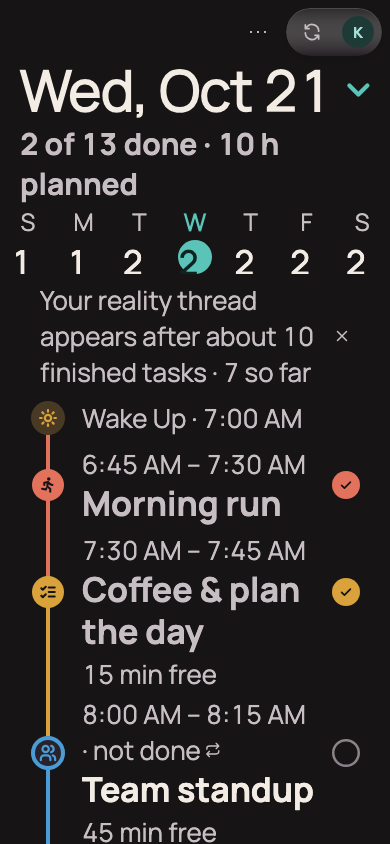 ...
K
Wed, Oct 21
2 of 13 done · 10 h
planned
S M T W T F S
1 1 2 2 2 2 2
Your reality thread
appears after about 10
finished tasks · 7 so far
Wake Up · 7:00 AM
6:45 AM – 7:30 AM
Morning run
7:30 AM – 7:45 AM
Coffee & plan
the day
15 min free
8:00 AM – 8:15 AM
· not done
Team standup
45 min free